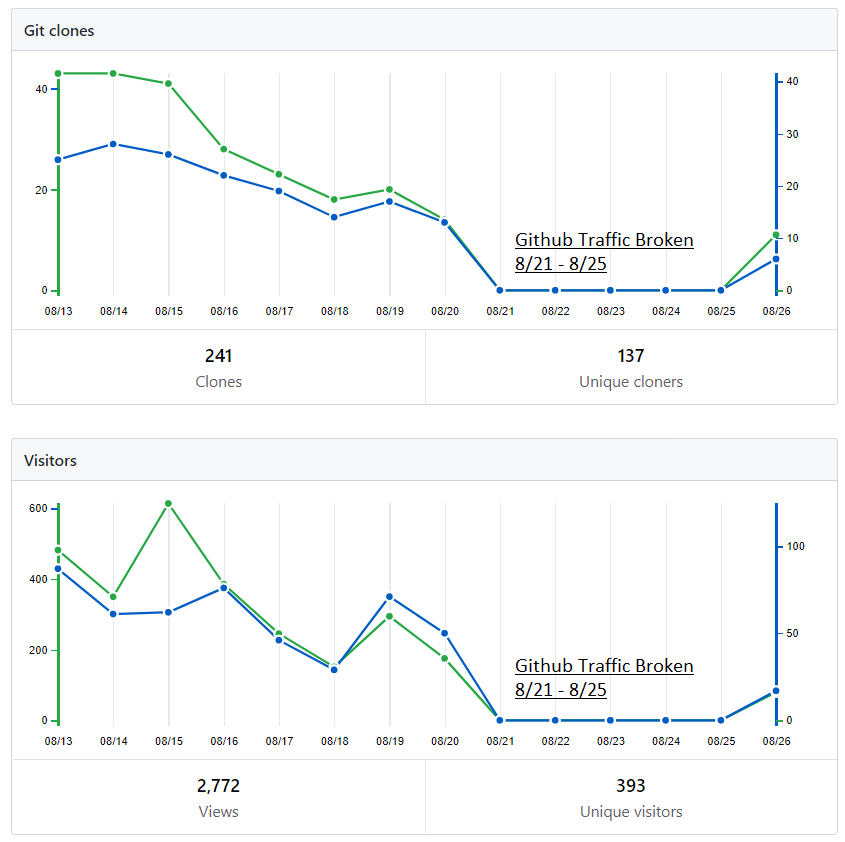 Git clones
40 40
30
20 20
10
0 0
08/13 08/14 08/15 08/16 08/17 08/18 08/19 08/20 08/21 08/22 08/23 08/24 08/25 08/26
Github Traffic Broken
8/21 - 8/25
241 137
Clones Unique cloners
Visitors
600
100
400
50
200
0 0
08/13 08/14 08/15 08/16 08/17 08/18 08/19 08/20 08/21 08/22 08/23 08/24 08/25 08/26
Github Traffic Broken
8/21 - 8/25
2,772 393
Views Unique visitors